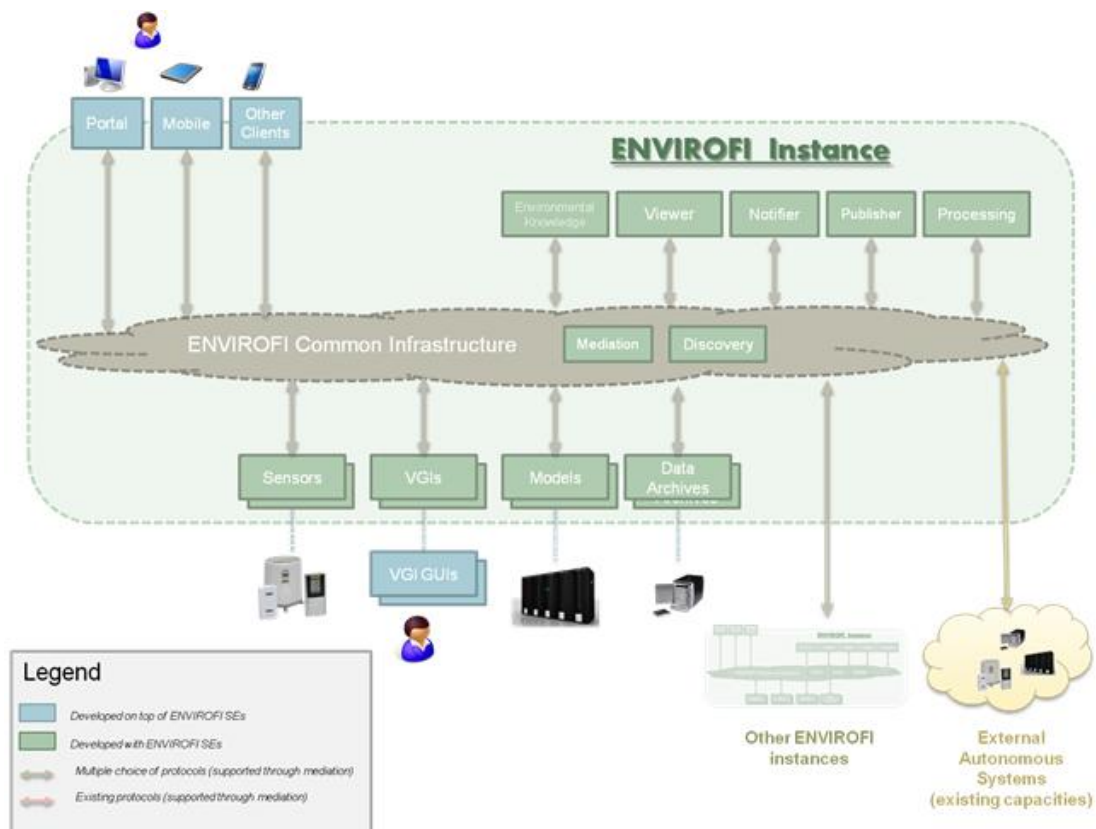 Portal
Mobile
Other
Clients
ENVIROFI Instance
Environmental
Knowledge
Viewer
Notifier
Publisher
Processing
ENVIROFI Common Infrastructure
Mediation
Discovery
Sensors
VGIs
Models
Data
Archives
VGI GUIs
ENVIROFI Instance
Other ENVIROFI
instances
External
Autonomous
Systems
(existing capacities)
Legend
Developed on top of ENVIROFI SEs
Developed with ENVIROFI SEs
Multiple choice of protocols (supported through mediation)
Existing protocols (supported through mediation)